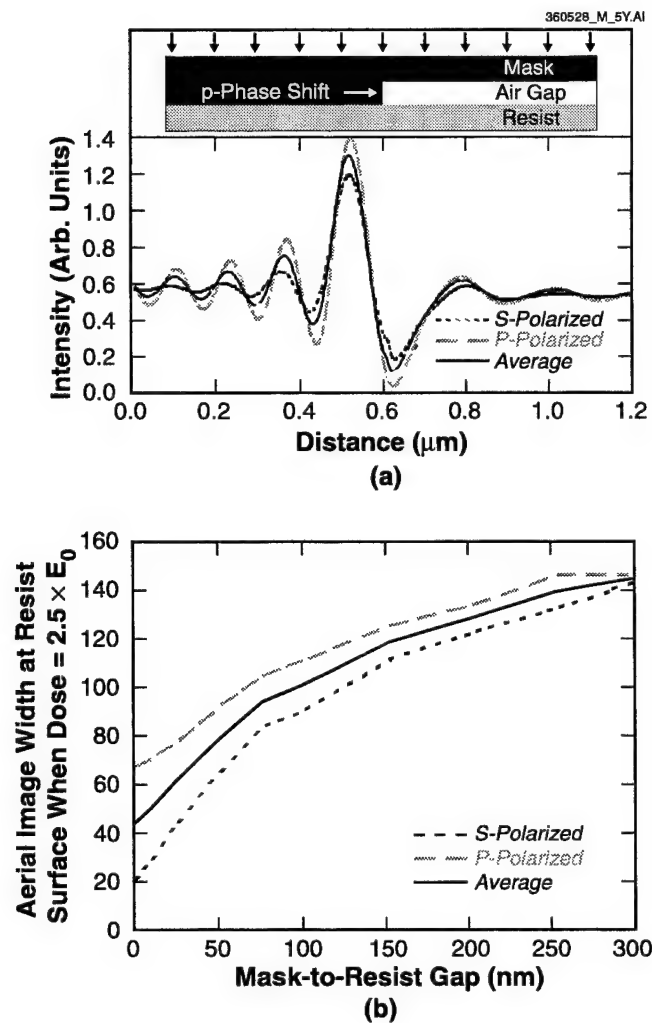 360528_M_5Y.AI
Mask
p-Phase Shift
Air Gap
Resist
Intensity (Arb. Units)
1.4
1.2
1.0
0.8
0.6
0.4
0.2
0.0
S-Polarized
P-Polarized
Average
0.0 0.2 0.4 0.6 0.8 1.0 1.2
Distance (μm)
(a)
Aerial Image Width at Resist
Surface When Dose = 2.5 × E0
160
140
120
100
80
60
40
20
0
S-Polarized
P-Polarized
Average
0 50 100 150 200 250 300
Mask-to-Resist Gap (nm)
(b)